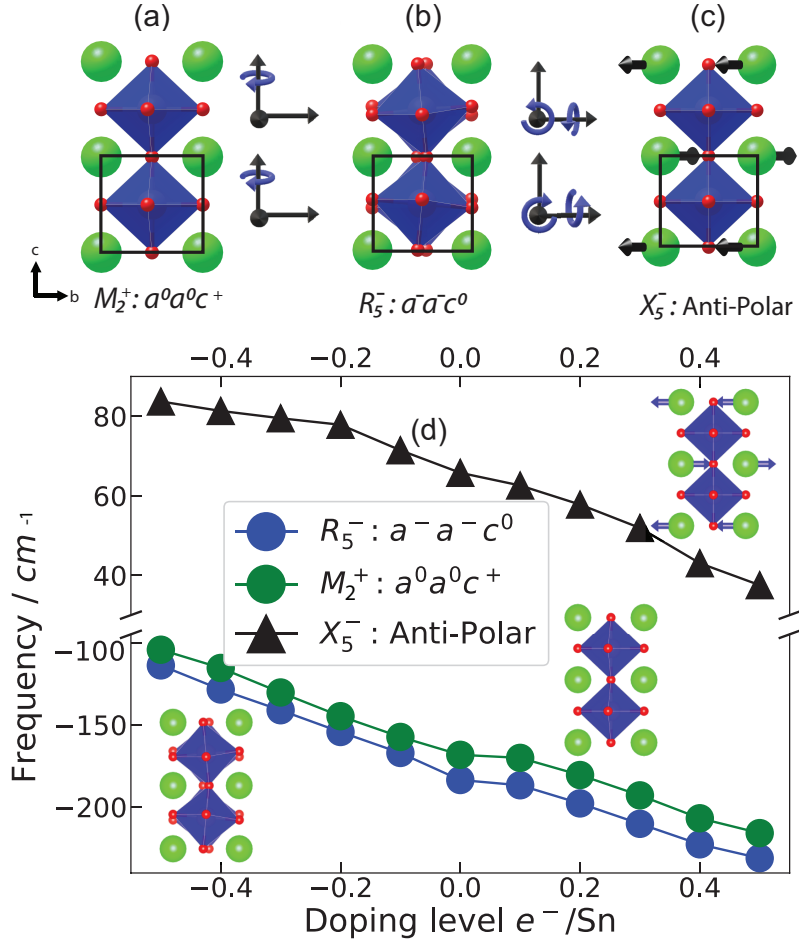 (a)
(b)
(c)
c
b
M₂⁺: a⁰a⁰c⁺
R₅⁻: a⁻a⁻c⁰
X₅⁻: Anti-Polar
−0.4 −0.2 0.0 0.2 0.4
(d)
80
60
40
−100
−150
−200
Frequency / cm⁻¹
R₅⁻: a⁻a⁻c⁰
M₂⁺: a⁰a⁰c⁺
X₅⁻: Anti-Polar
−0.4 −0.2 0.0 0.2 0.4
Doping level e⁻/Sn